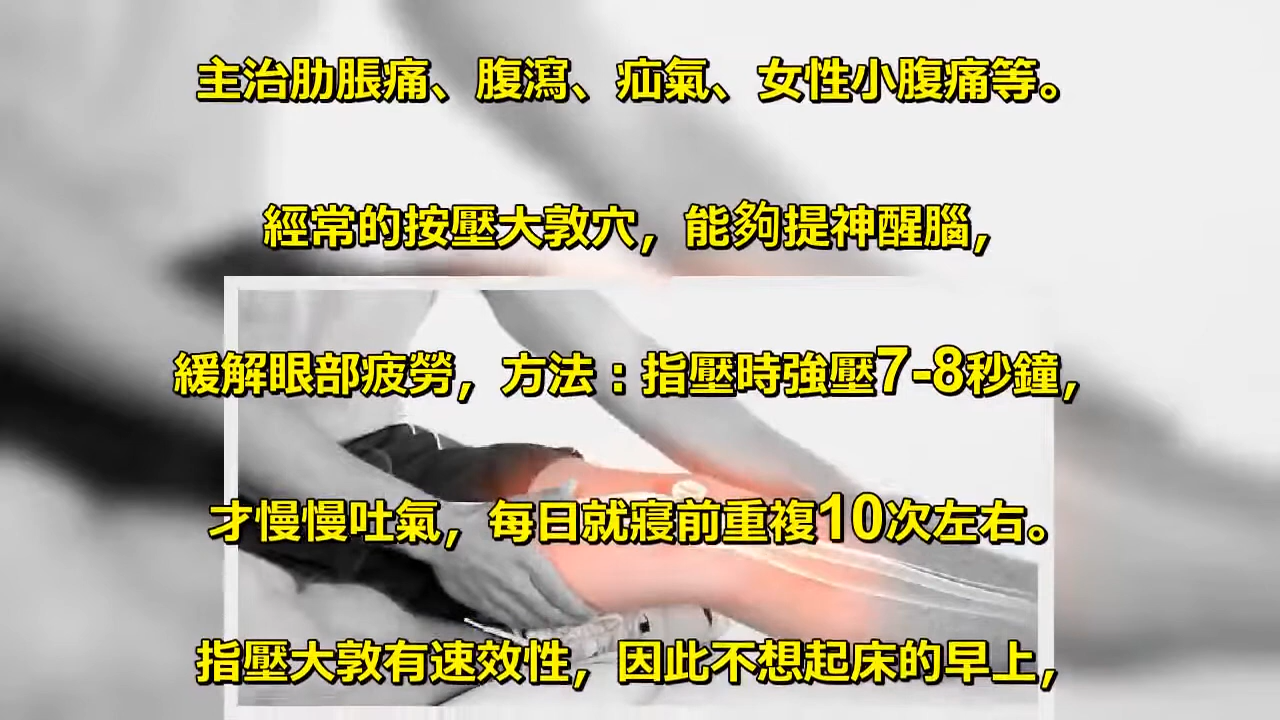 主治肋脹痛、腹瀉、疝氣、女性小腹痛等。
經常的按壓大敦穴，能夠提神醒腦，
緩解眼部疲勞，方法：指壓時強壓7-8秒鐘，
才慢慢吐氣，每日就寢前重複10次左右。
指壓大敦有速效性，因此不想起床的早上，